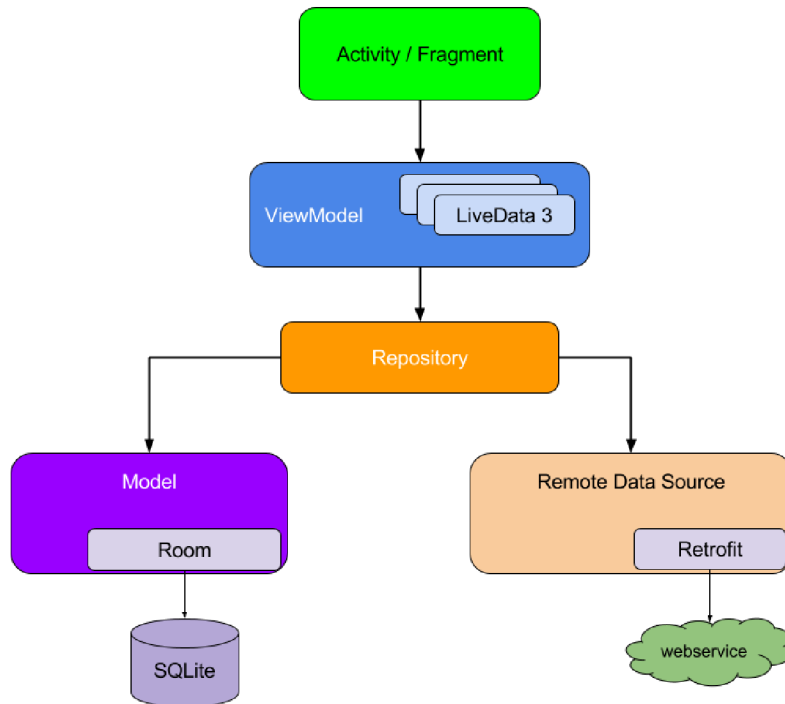 Activity / Fragment
ViewModel
LiveData 3
Repository
Model
Remote Data Source
Room
Retrofit
SQLite
webservice